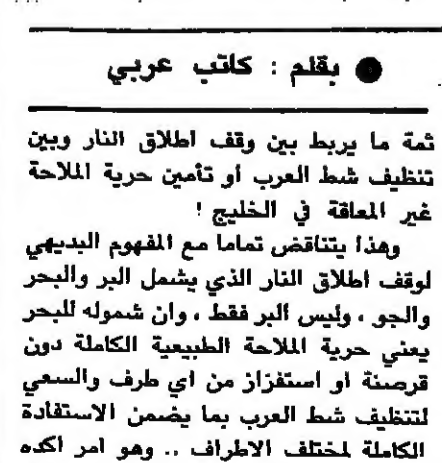 ● بقلم : كاتب عربي
ثمة ما يربط بين وقف اطلاق النار وبين
تنظيف شط العرب أو تأمين حرية الملاحة
غير المعاقة في الخليج !
وهذا يتناقض تماما مع المفهوم البديهي
لوقف اطلاق النار الذي يشمل البر والبحر
والجو ، وليس البر فقط ، وان شموله للبحر
يعني حرية الملاحة الطبيعية الكاملة دون
قرصنة او استفزاز من اي طرف والسعي
لتنظيف شط العرب بما يضمن الاستفادة
الكاملة لمختلف الاطراف .. وهو امر اكده